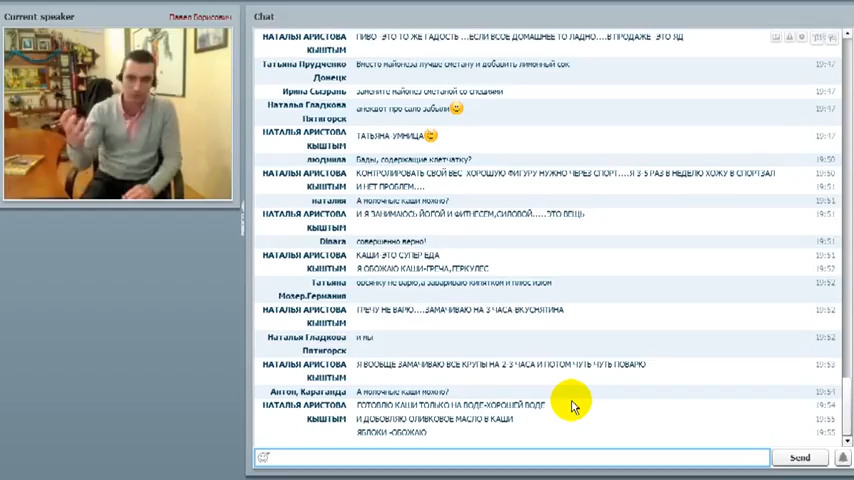 Current speaker
Павел Борисович
Chat
НАТАЛЬЯ АРИСТОВА ПИВО ЭТО ТО ЖЕ ГАДОСТЬ ...ЕСЛИ ВСОЕ ДОМАШНЕЕ ТО ЛАДНО....В ПРОДАЖЕ ЭТО ЯД
КЫШТЫМ
Татьяна Прудченко Вместо майонеза лучше сметану и добавить лимонный сок 19:47
Донецк
Ирина Сызрань замените майонез сметаной со специями 19:47
Наталья Гладкова анекдот про сало забыли 19:47
Пятигорск
НАТАЛЬЯ АРИСТОВА ТАТЬЯНА-УМНИЦА 19:47
КЫШТЫМ
людмила Бады, содержащие клетчатку? 19:50
НАТАЛЬЯ АРИСТОВА КОНТРОЛИРОВАТЬ СВОЙ ВЕС ХОРОШУЮ ФИГУРУ НУЖНО ЧЕРЕЗ СПОРТ....Я 3-5 РАЗ В НЕДЕЛЮ ХОЖУ В СПОРТЗАЛ 19:50
КЫШТЫМ И НЕТ ПРОБЛЕМ.... 19:51
наталия А молочные каши можно? 19:51
НАТАЛЬЯ АРИСТОВА И Я ЗАНИМАЮСЬ ЙОГОЙ И ФИТНЕСЕМ,СИЛОВОЙ.....ЭТО ВЕЩЬ 19:51
КЫШТЫМ
Dinara совершенно верно! 19:51
НАТАЛЬЯ АРИСТОВА КАШИ-ЭТО СУПЕР ЕДА 19:51
КЫШТЫМ Я ОБОЖАЮ КАШИ-ГРЕЧА,ГЕРКУЛЕС 19:52
Татьяна овсянку не варю,а завариваю кипятком и плюс изюм 19:52
Мозер.Германия
НАТАЛЬЯ АРИСТОВА ГРЕЧУ НЕ ВАРЮ....ЗАМАЧИВАЮ НА 3 ЧАСА-ВКУСНЯТИНА 19:52
КЫШТЫМ
Наталья Гладкова и мы 19:52
Пятигорск
НАТАЛЬЯ АРИСТОВА Я ВООБЩЕ ЗАМАЧИВАЮ ВСЕ КРУПЫ НА 2-3 ЧАСА И ПОТОМ ЧУТЬ ЧУТЬ ПОВАРЮ 19:53
КЫШТЫМ
Антон, Караганда А молочные каши можно? 19:54
НАТАЛЬЯ АРИСТОВА ГОТОВЛЮ КАШИ ТОЛЬКО НА ВОДЕ-ХОРОШЕЙ ВОДЕ 19:54
КЫШТЫМ И ДОБОВЛЯЮ ОЛИВКОВОЕ МАСЛО В КАШИ 19:55
ЯБЛОКИ -ОБОЖАЮ 19:55
Send